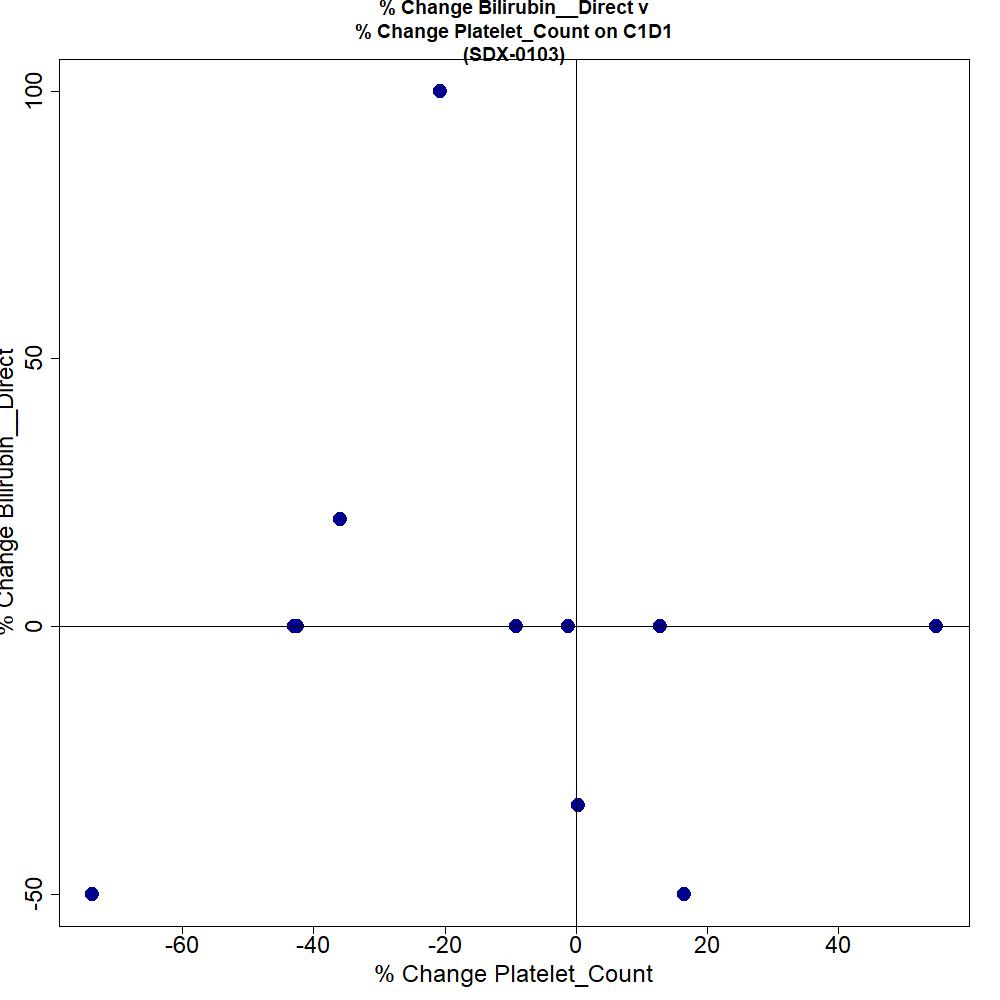 % Change Bilirubin__Direct v
% Change Platelet_Count on C1D1
(SDX-0103)
% Change Bilirubin__Direct
100
50
0
-50
-60
-40
-20
0
20
40
% Change Platelet_Count